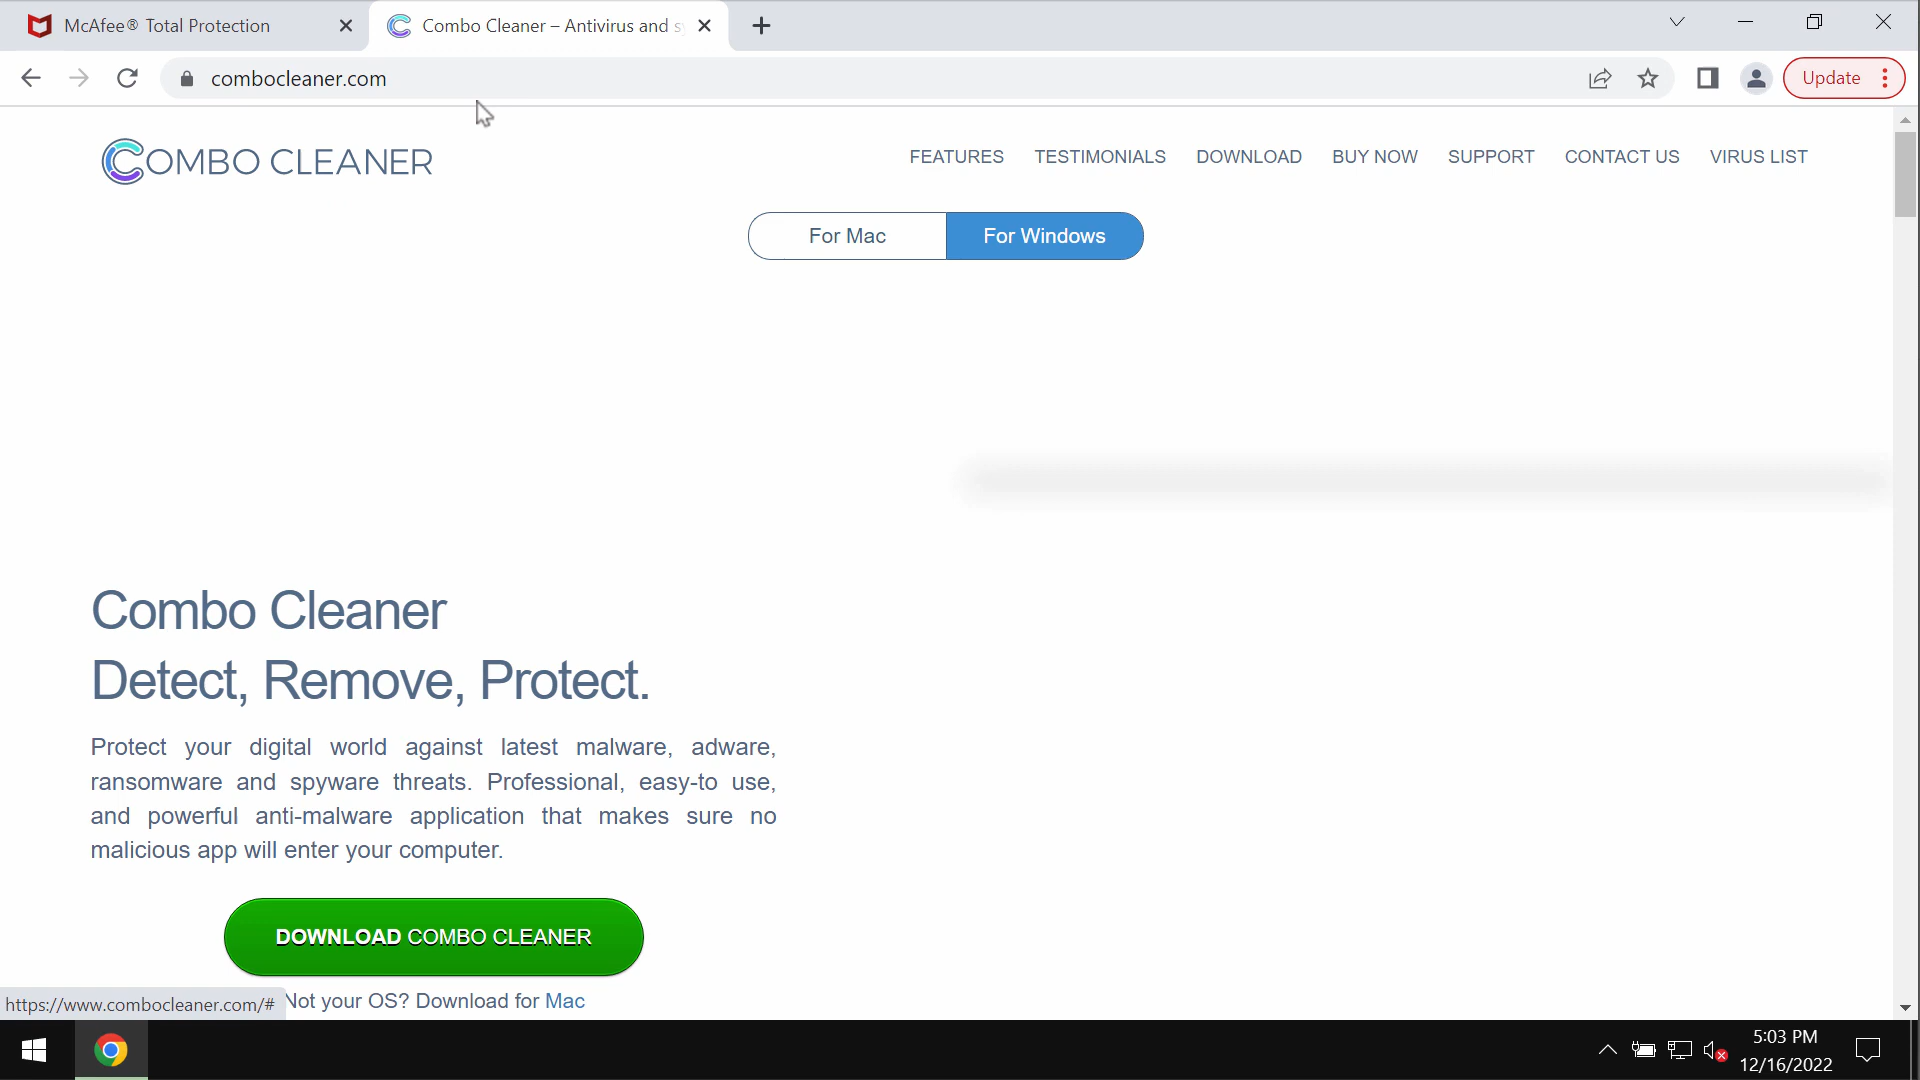 McAfee® Total Protection
Combo Cleaner – Antivirus and s
combocleaner.com
Update
COMBO CLEANER
FEATURES
TESTIMONIALS
DOWNLOAD
BUY NOW
SUPPORT
CONTACT US
VIRUS LIST
For Mac
For Windows
Combo Cleaner
Detect, Remove, Protect.
Protect your digital world against latest malware, adware,
ransomware and spyware threats. Professional, easy-to use,
and powerful anti-malware application that makes sure no
malicious app will enter your computer.
DOWNLOAD COMBO CLEANER
Not your OS? Download for Mac
https://www.combocleaner.com/#
5:03 PM
12/16/2022